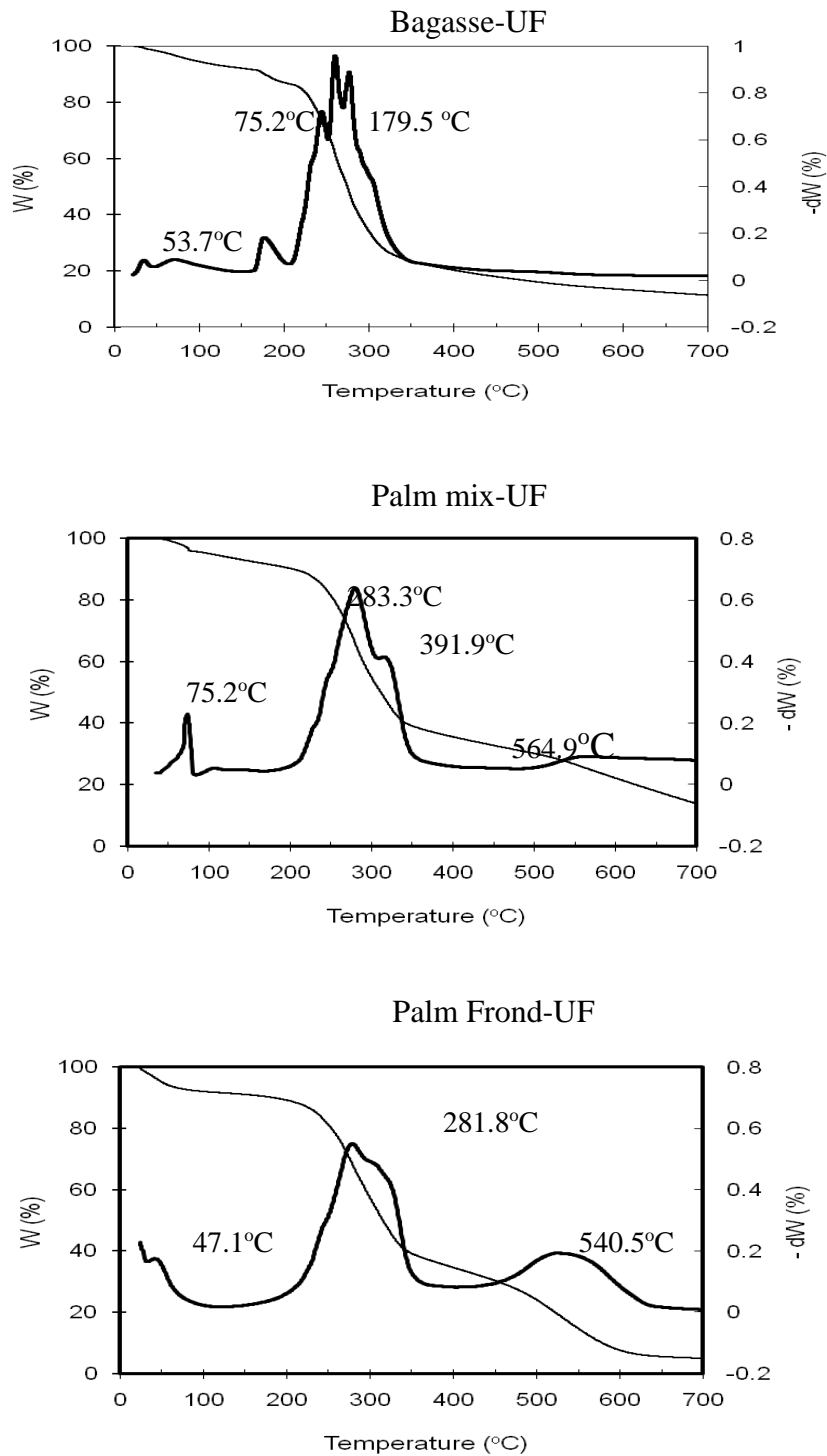 Bagasse-UF
100
80
60
40
20
0
W (%)
1
0.8
0.6
0.4
0.2
0
-0.2
-dW (%)
75.2°C
179.5 °C
53.7°C
0 100 200 300 400 500 600 700
Temperature (°C)
Palm mix-UF
100
80
60
40
20
0
W (%)
0.8
0.6
0.4
0.2
0
-0.2
- dW (%)
283.3°C
391.9°C
75.2°C
564.9°C
0 100 200 300 400 500 600 700
Temperature (°C)
Palm Frond-UF
100
80
60
40
20
0
W (%)
0.8
0.6
0.4
0.2
0
-0.2
- dW (%)
281.8°C
47.1°C
540.5°C
0 100 200 300 400 500 600 700
Temperature (°C)